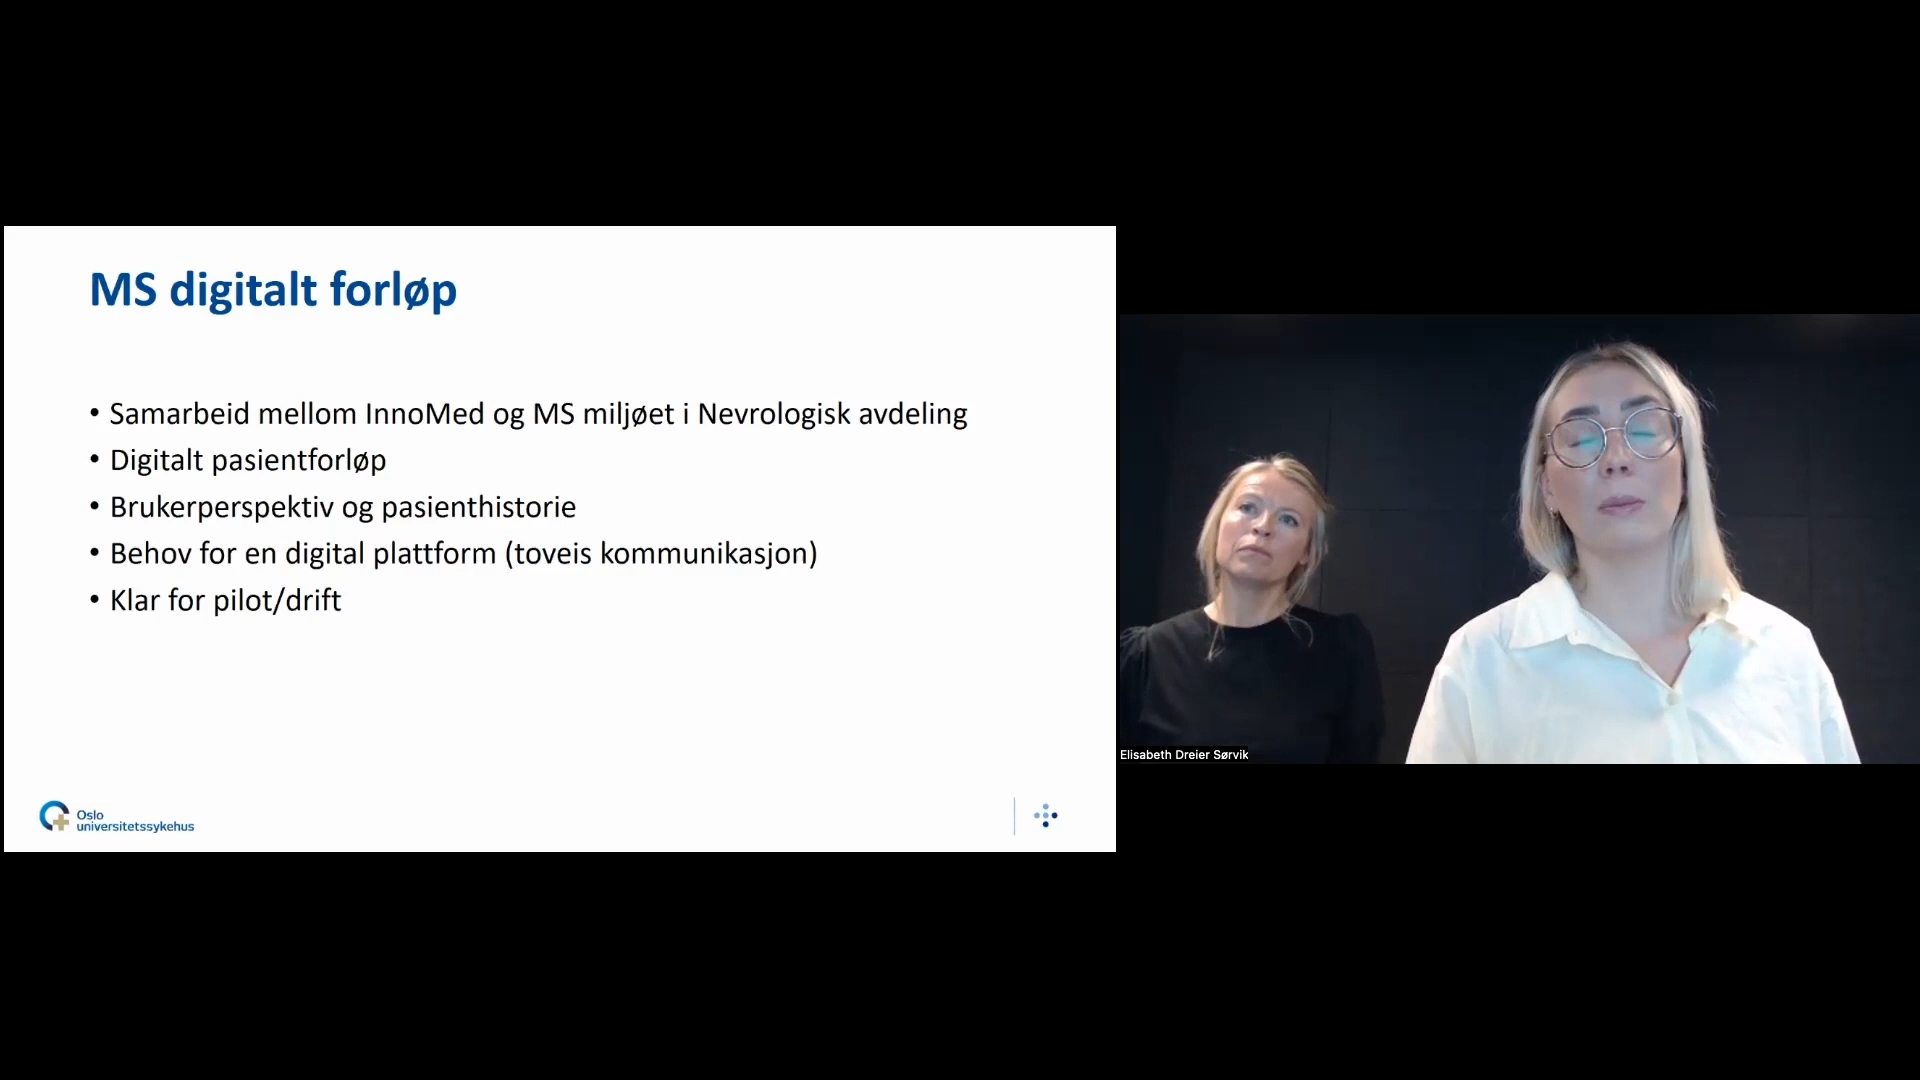 MS digitalt forløp
• Samarbeid mellom InnoMed og MS miljøet i Nevrologisk avdeling
• Digitalt pasientforløp
• Brukerperspektiv og pasienthistorie
• Behov for en digital plattform (toveis kommunikasjon)
• Klar for pilot/drift
Oslo
universitetssykehus
Elisabeth Dreier Sørvik